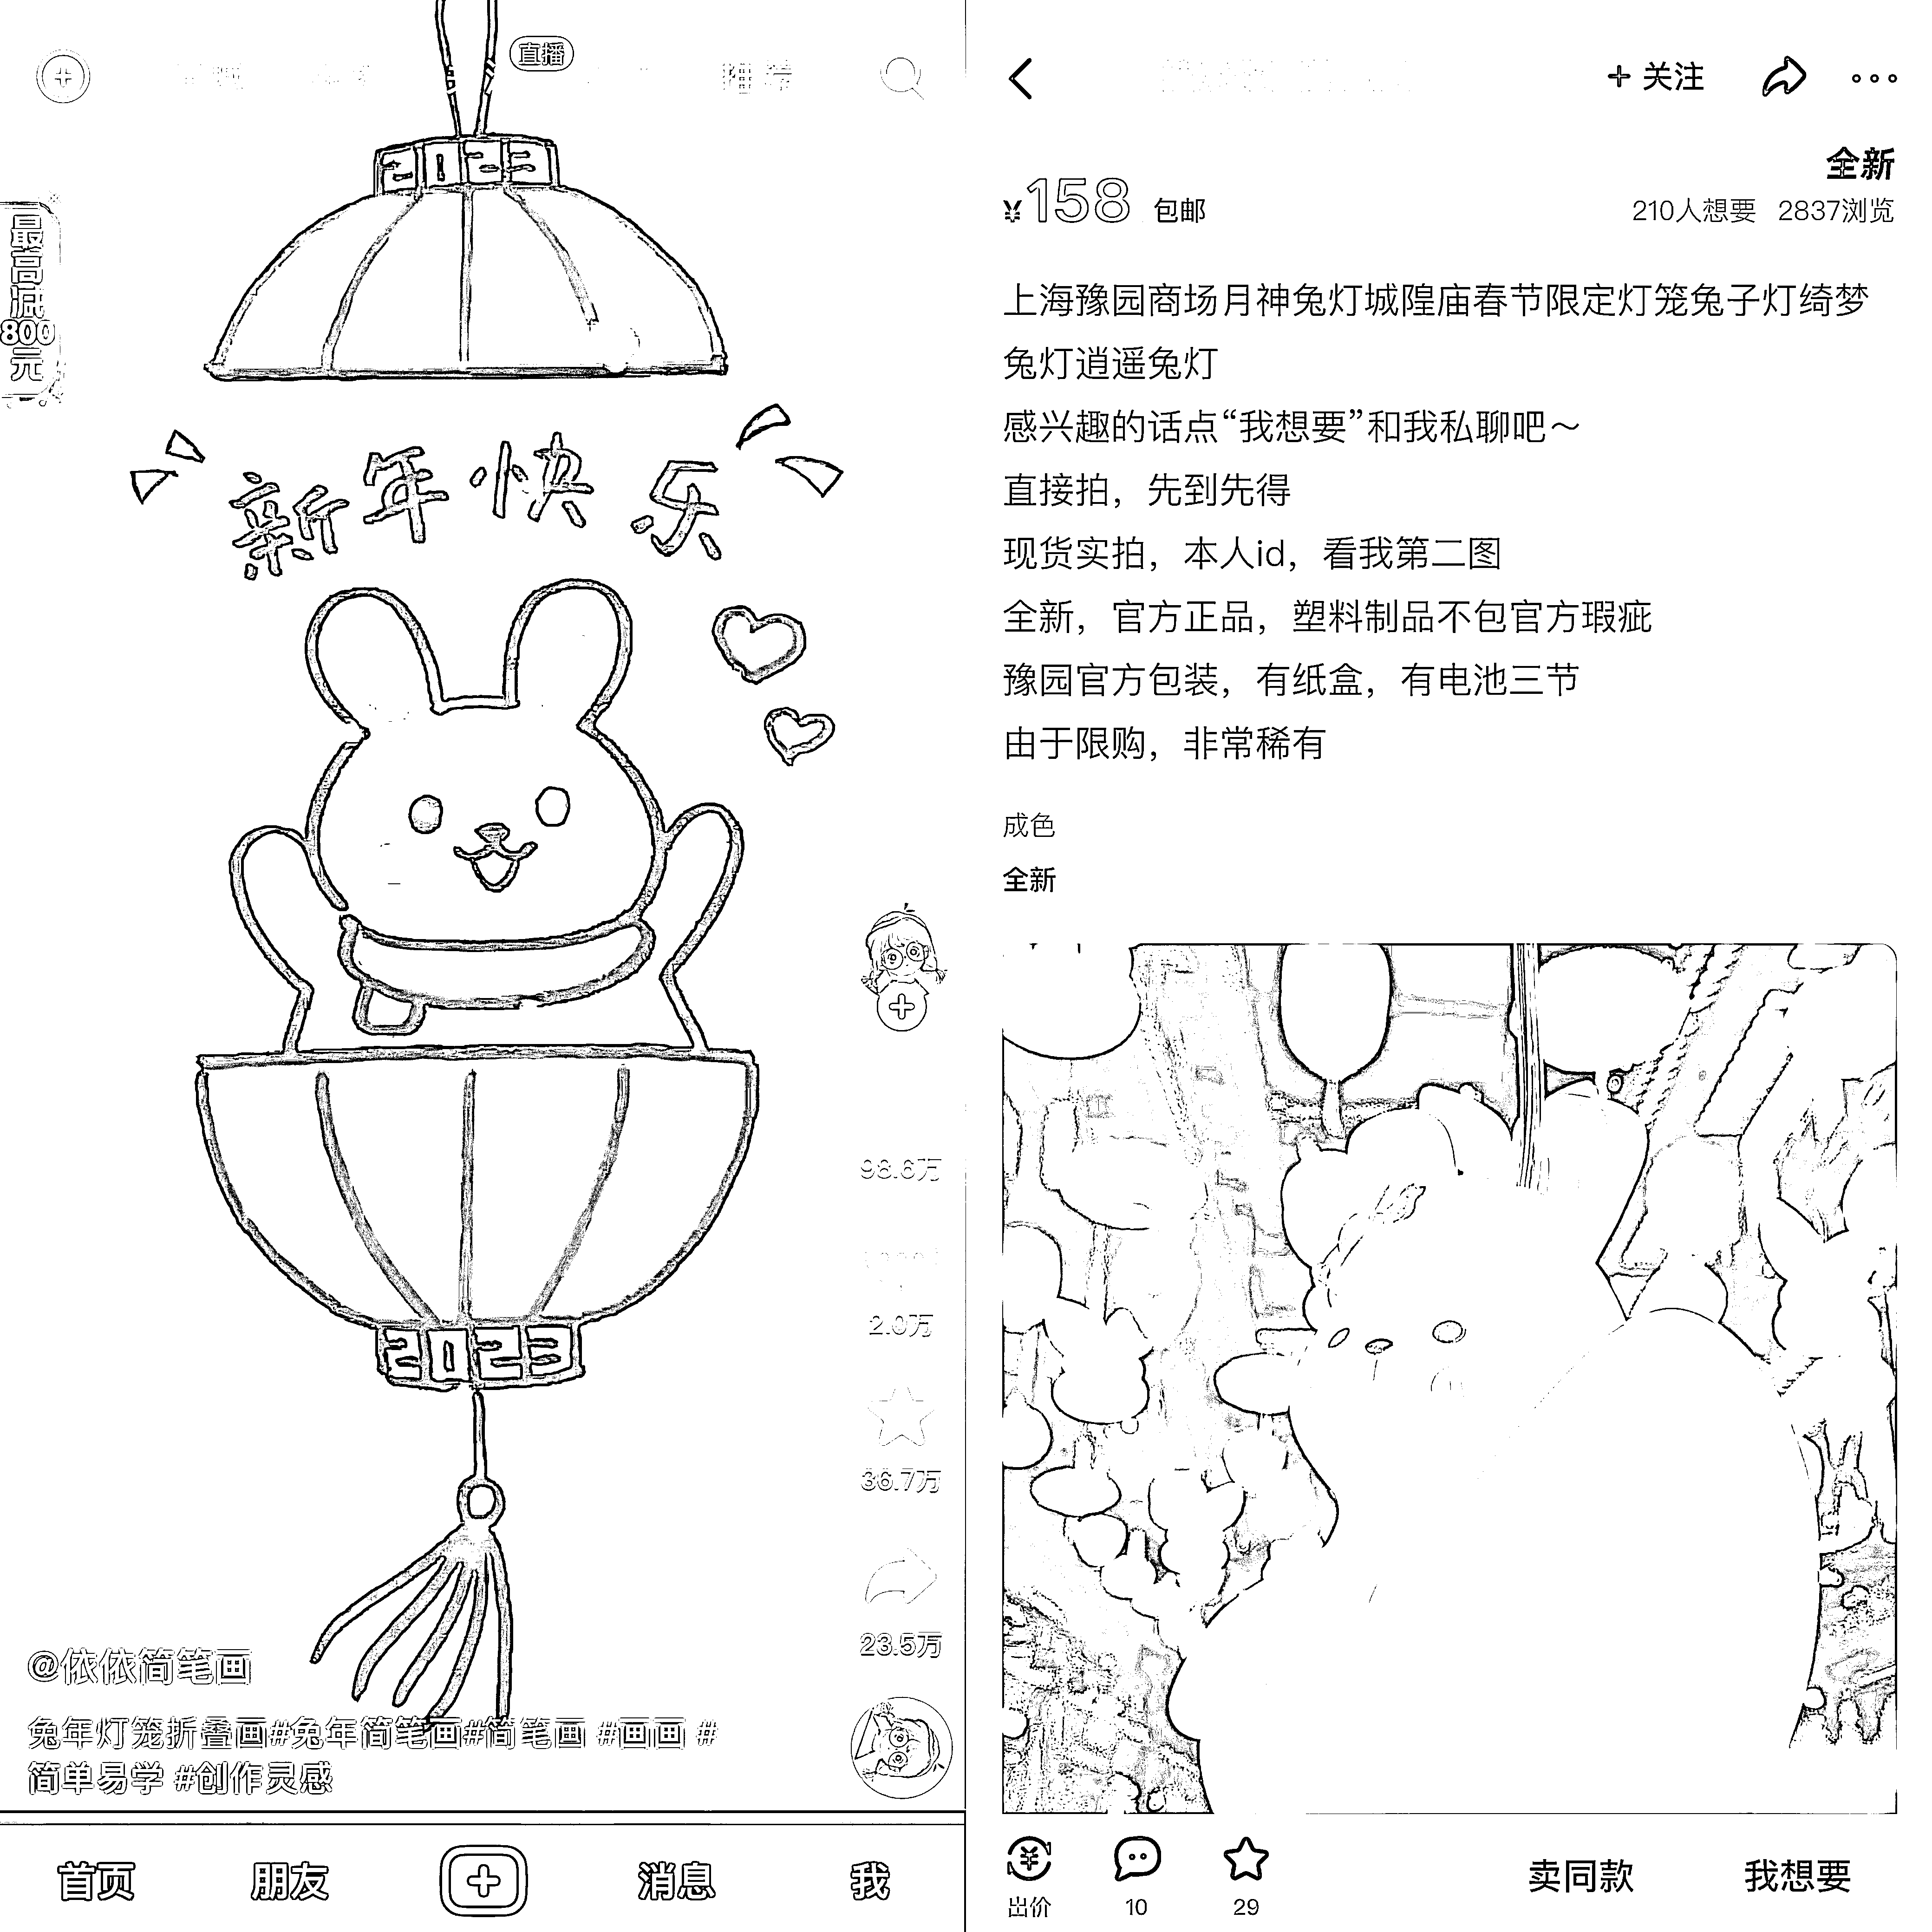 直播
推荐
最高减800元
2023
新年快乐
2023
98.6万
2.0万
36.7万
23.5万
@依依简笔画
兔年灯笼折叠画#兔年简笔画#简笔画 #画画 #
简单易学 #创作灵感
首页 朋友 消息 我
+ 关注
全新
¥158 包邮
210人想要 2837浏览
上海豫园商场月神兔灯城隍庙春节限定灯笼兔子灯绮梦
兔灯逍遥兔灯
感兴趣的话点“我想要”和我私聊吧～
直接拍，先到先得
现货实拍，本人id，看我第二图
全新，官方正品，塑料制品不包官方瑕疵
豫园官方包装，有纸盒，有电池三节
由于限购，非常稀有
成色
全新
出价 10 29 卖同款 我想要